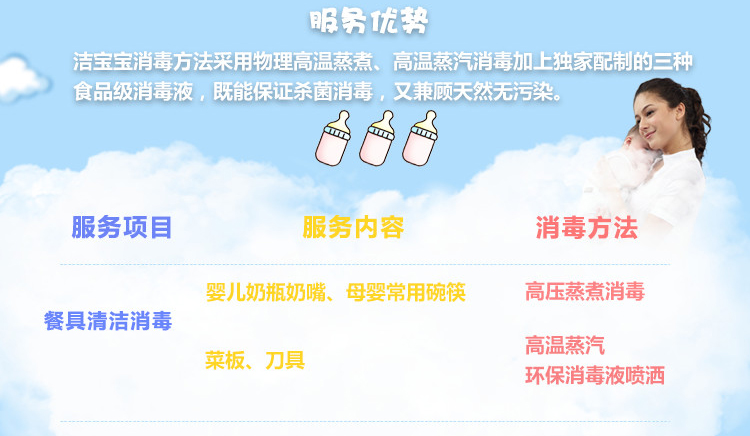 服务优势
洁宝宝消毒方法采用物理高温蒸煮、高温蒸汽消毒加上独家配制的三种
食品级消毒液，既能保证杀菌消毒，又兼顾天然无污染。
服务项目 服务内容 消毒方法
餐具清洁消毒
婴儿奶瓶奶嘴、母婴常用碗筷 高压蒸煮消毒
菜板、刀具 高温蒸汽
环保消毒液喷洒